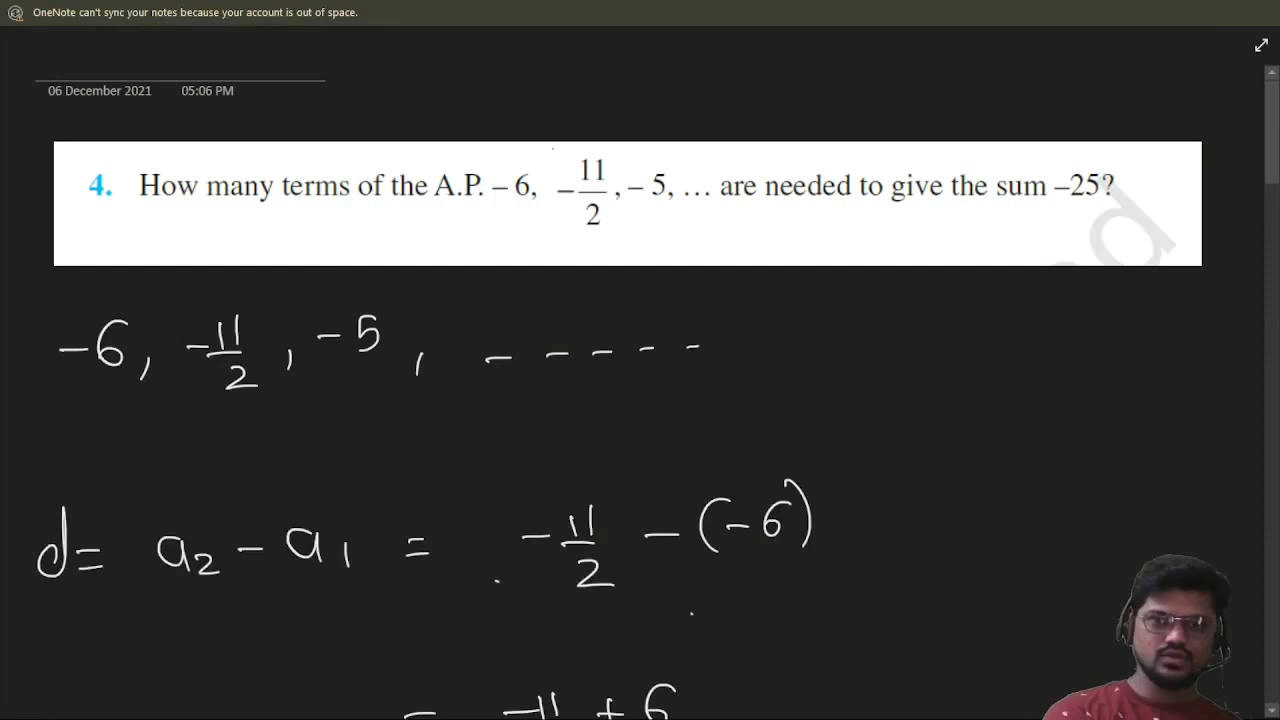 OneNote can't sync your notes because your account is out of space.
06 December 2021 05:06 PM
4. How many terms of the A.P. – 6, –11/2, – 5, … are needed to give the sum –25?
-6, -11/2, -5, - - - - -
d= a₂ - a₁ = -11/2 - (-6)
= -11 + 6